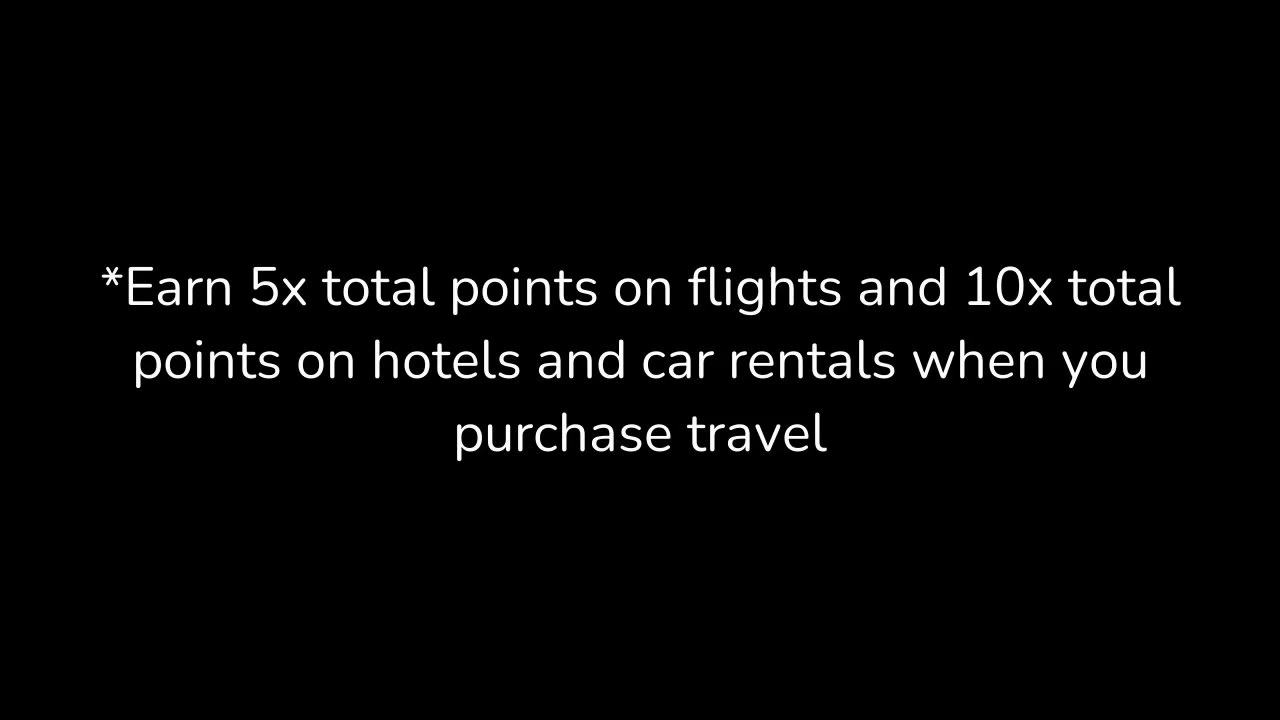 *Earn 5x total points on flights and 10x total
points on hotels and car rentals when you
purchase travel